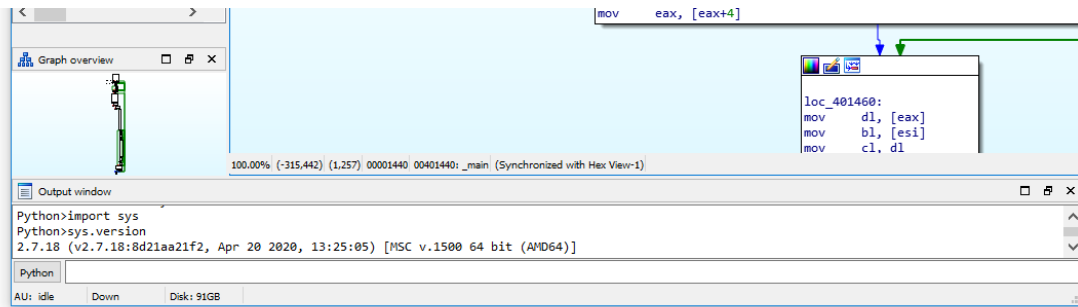 mov eax, [eax+4]
Graph overview
loc_401460:
mov dl, [eax]
mov bl, [esi]
mov cl, dl
100.00% (-315,442) (1,257) 00001440 00401440: _main (Synchronized with Hex View-1)
Output window
Python>import sys
Python>sys.version
2.7.18 (v2.7.18:8d21aa21f2, Apr 20 2020, 13:25:05) [MSC v.1500 64 bit (AMD64)]
Python
AU: idle Down Disk: 91GB